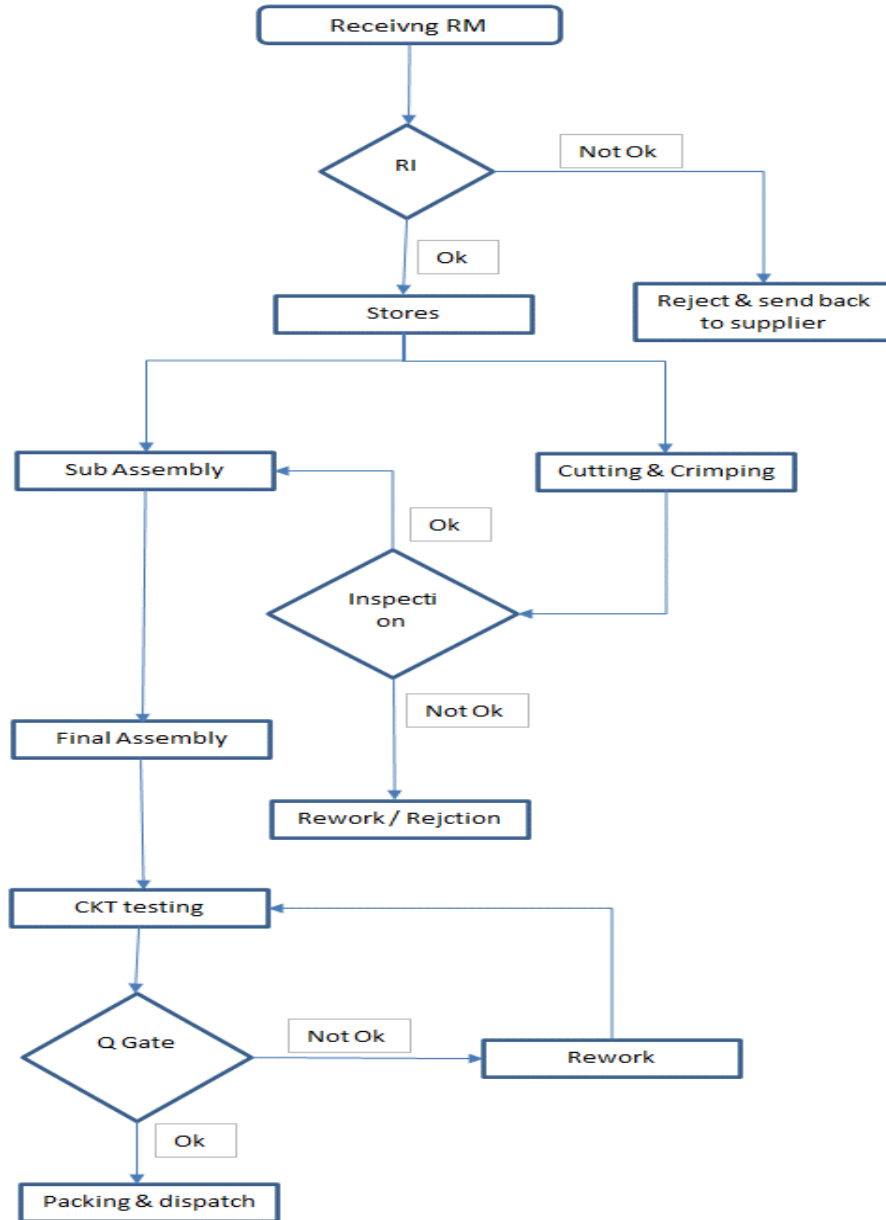 Receivng RM
RI
Not Ok
Ok
Stores
Reject & send back
to supplier
Sub Assembly
Cutting & Crimping
Ok
Inspecti
on
Not Ok
Final Assembly
Rework / Rejction
CKT testing
Q Gate
Not Ok
Rework
Ok
Packing & dispatch